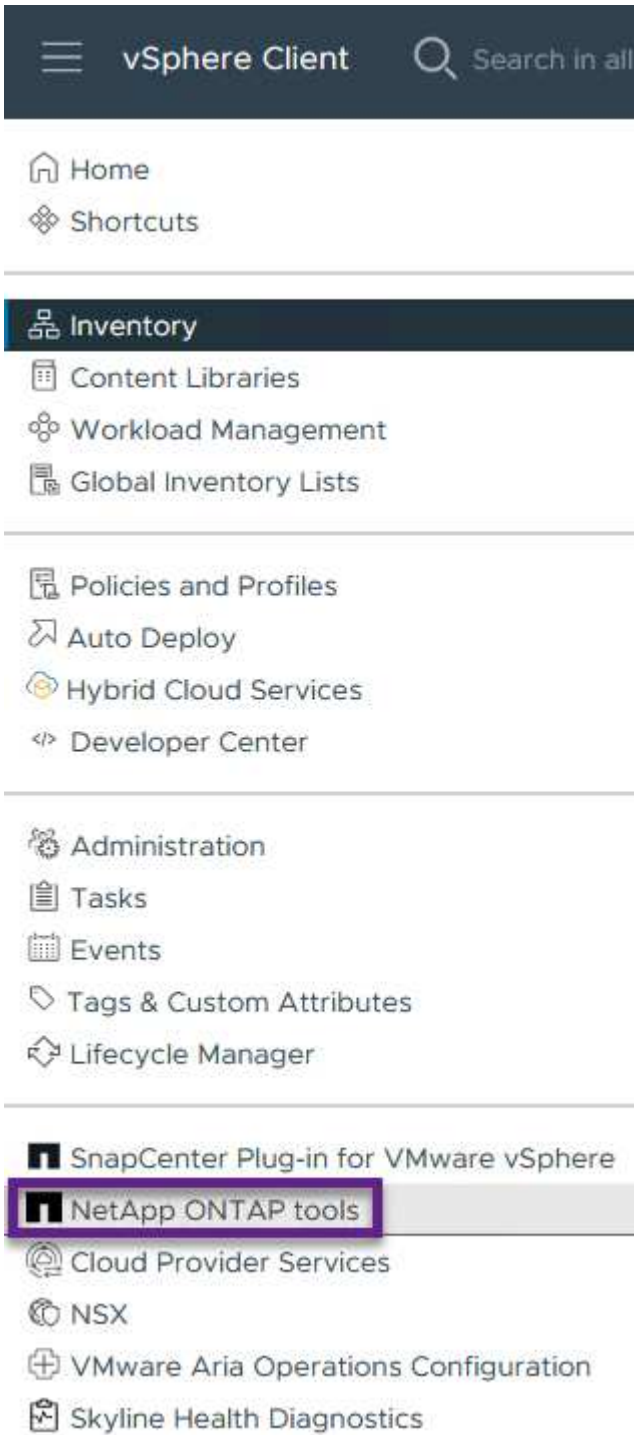 vSphere Client Search in all
Home
Shortcuts
Inventory
Content Libraries
Workload Management
Global Inventory Lists
Policies and Profiles
Auto Deploy
Hybrid Cloud Services
Developer Center
Administration
Tasks
Events
Tags & Custom Attributes
Lifecycle Manager
SnapCenter Plug-in for VMware vSphere
NetApp ONTAP tools
Cloud Provider Services
NSX
VMware Aria Operations Configuration
Skyline Health Diagnostics